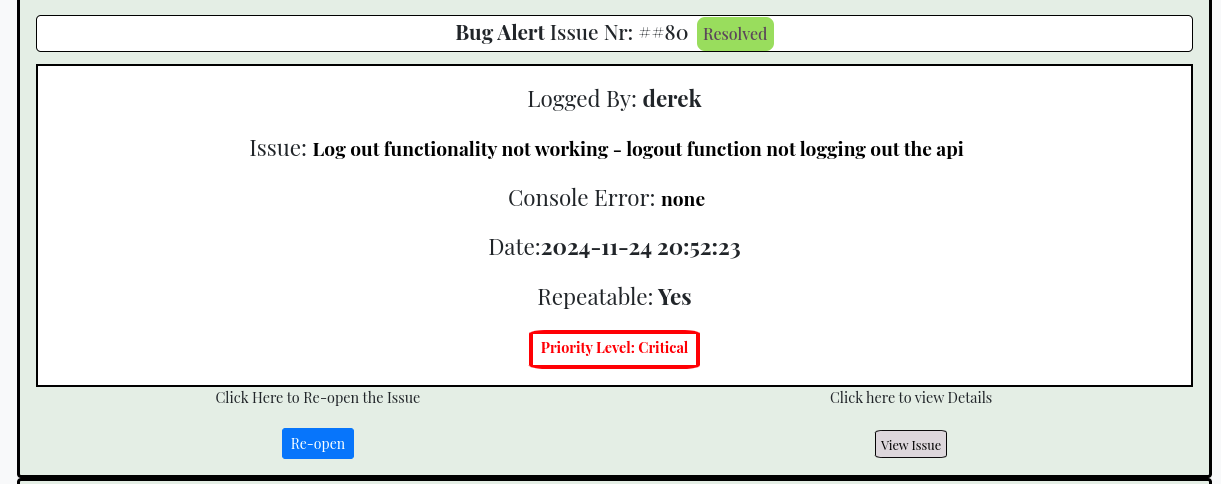 Bug Alert Issue Nr: ##80 Resolved
Logged By: derek
Issue: Log out functionality not working - logout function not logging out the api
Console Error: none
Date:2024-11-24 20:52:23
Repeatable: Yes
Priority Level: Critical
Click Here to Re-open the Issue
Click here to view Details
Re-open
View Issue